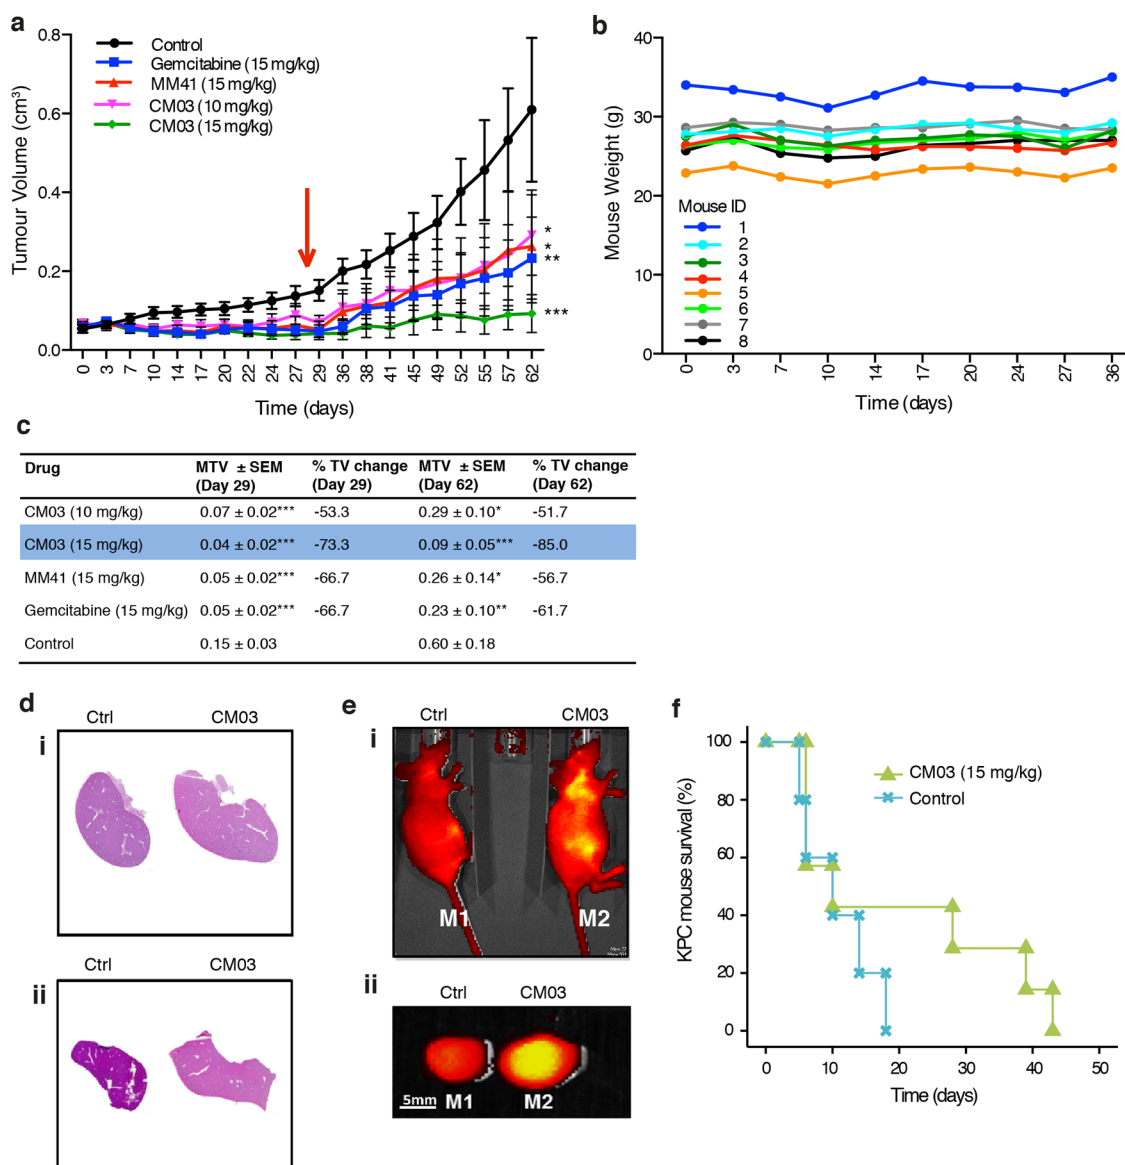 a
0.8
0.6
0.4
0.2
0.0
Tumour Volume (cm³)
Control
Gemcitabine (15 mg/kg)
MM41 (15 mg/kg)
CM03 (10 mg/kg)
CM03 (15 mg/kg)
*
*
**
***
0 3 7 10 14 17 20 22 24 27 29 36 38 41 45 49 52 55 57 62
Time (days)
b
40
30
20
10
0
Mouse Weight (g)
Mouse ID
1
2
3
4
5
6
7
8
0 3 7 10 14 17 20 24 27 36
Time (days)
c
Drug MTV ± SEM (Day 29) % TV change (Day 29) MTV ± SEM (Day 62) % TV change (Day 62)
CM03 (10 mg/kg) 0.07 ± 0.02*** -53.3 0.29 ± 0.10* -51.7
CM03 (15 mg/kg) 0.04 ± 0.02*** -73.3 0.09 ± 0.05*** -85.0
MM41 (15 mg/kg) 0.05 ± 0.02*** -66.7 0.26 ± 0.14* -56.7
Gemcitabine (15 mg/kg) 0.05 ± 0.02*** -66.7 0.23 ± 0.10** -61.7
Control 0.15 ± 0.03 0.60 ± 0.18
d
i
Ctrl CM03
ii
Ctrl CM03
e
i
Ctrl CM03
M1 M2
ii
Ctrl CM03
5mm M1 M2
f
100
80
60
40
20
0
KPC mouse survival (%)
CM03 (15 mg/kg)
Control
0 10 20 30 40 50
Time (days)